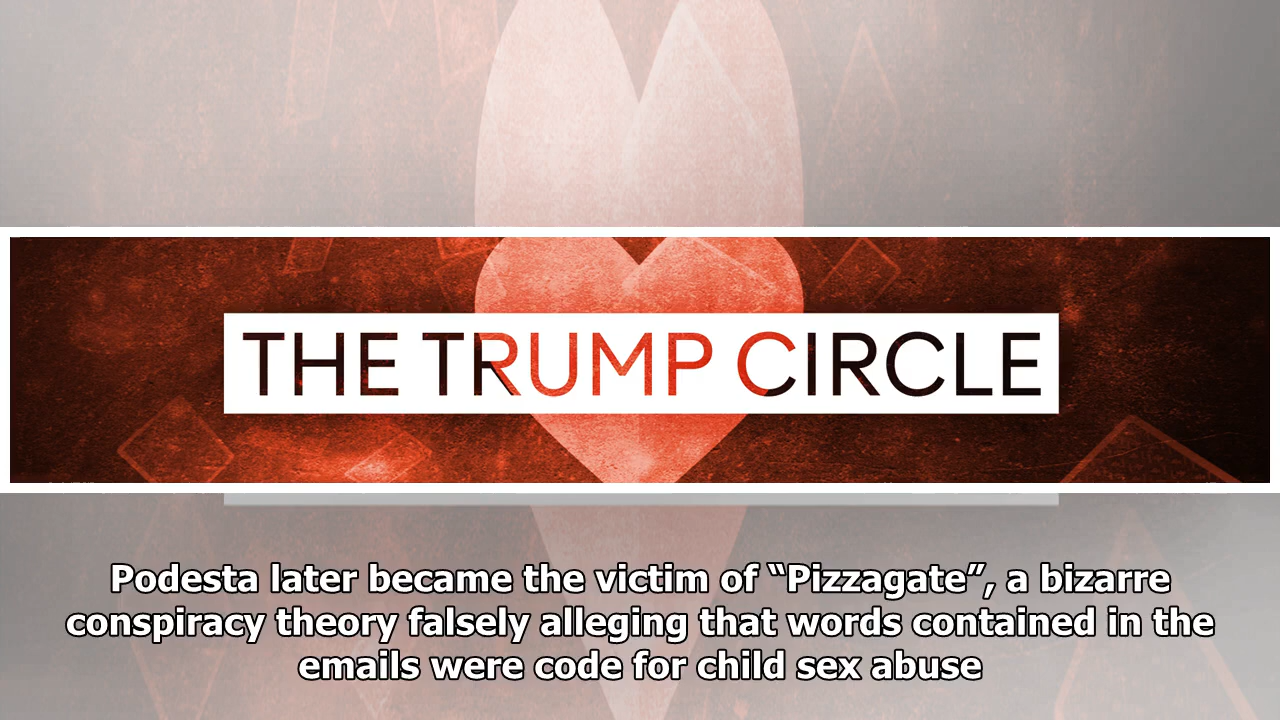 THE TRUMP CIRCLE
Podesta later became the victim of “Pizzagate”, a bizarre
conspiracy theory falsely alleging that words contained in the
emails were code for child sex abuse